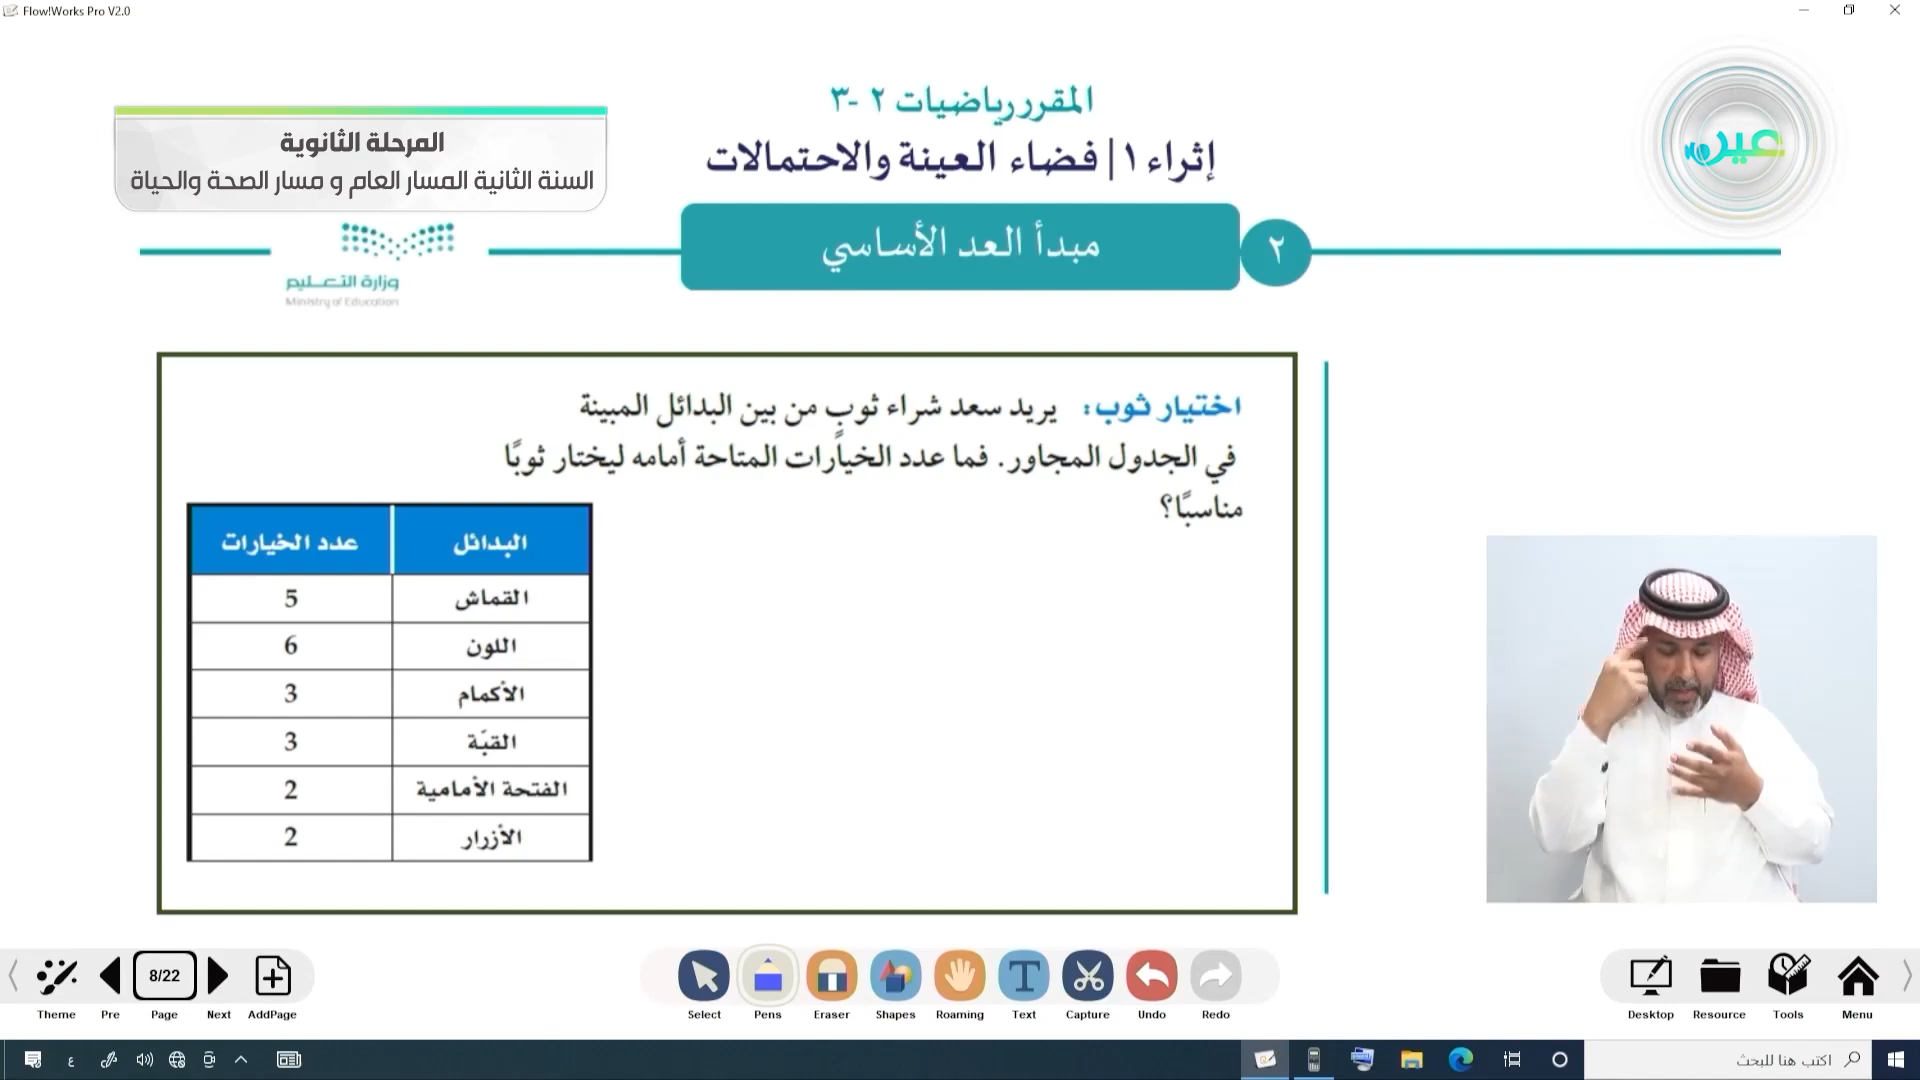 Flow!Works Pro V2.0
المقرر رياضيات ٢ -٣
إثراء ١ | فضاء العينة والاحتمالات
المرحلة الثانوية
السنة الثانية المسار العام و مسار الصحة والحياة
عين
مبدأ العد الأساسي
٢
وزارة التعليم
Ministry of Education
اختيار ثوب: يريد سعد شراء ثوبٍ من بين البدائل المبينة
في الجدول المجاور. فما عدد الخيارات المتاحة أمامه ليختار ثوبًا
مناسبًا؟
البدائل عدد الخيارات
القماش 5
اللون 6
الأكمام 3
القبّة 3
الفتحة الأمامية 2
الأزرار 2
8/22
Theme Pre Page Next AddPage
Select Pens Eraser Shapes Roaming Text Capture Undo Redo
Desktop Resource Tools Menu
ع
اكتب هنا للبحث